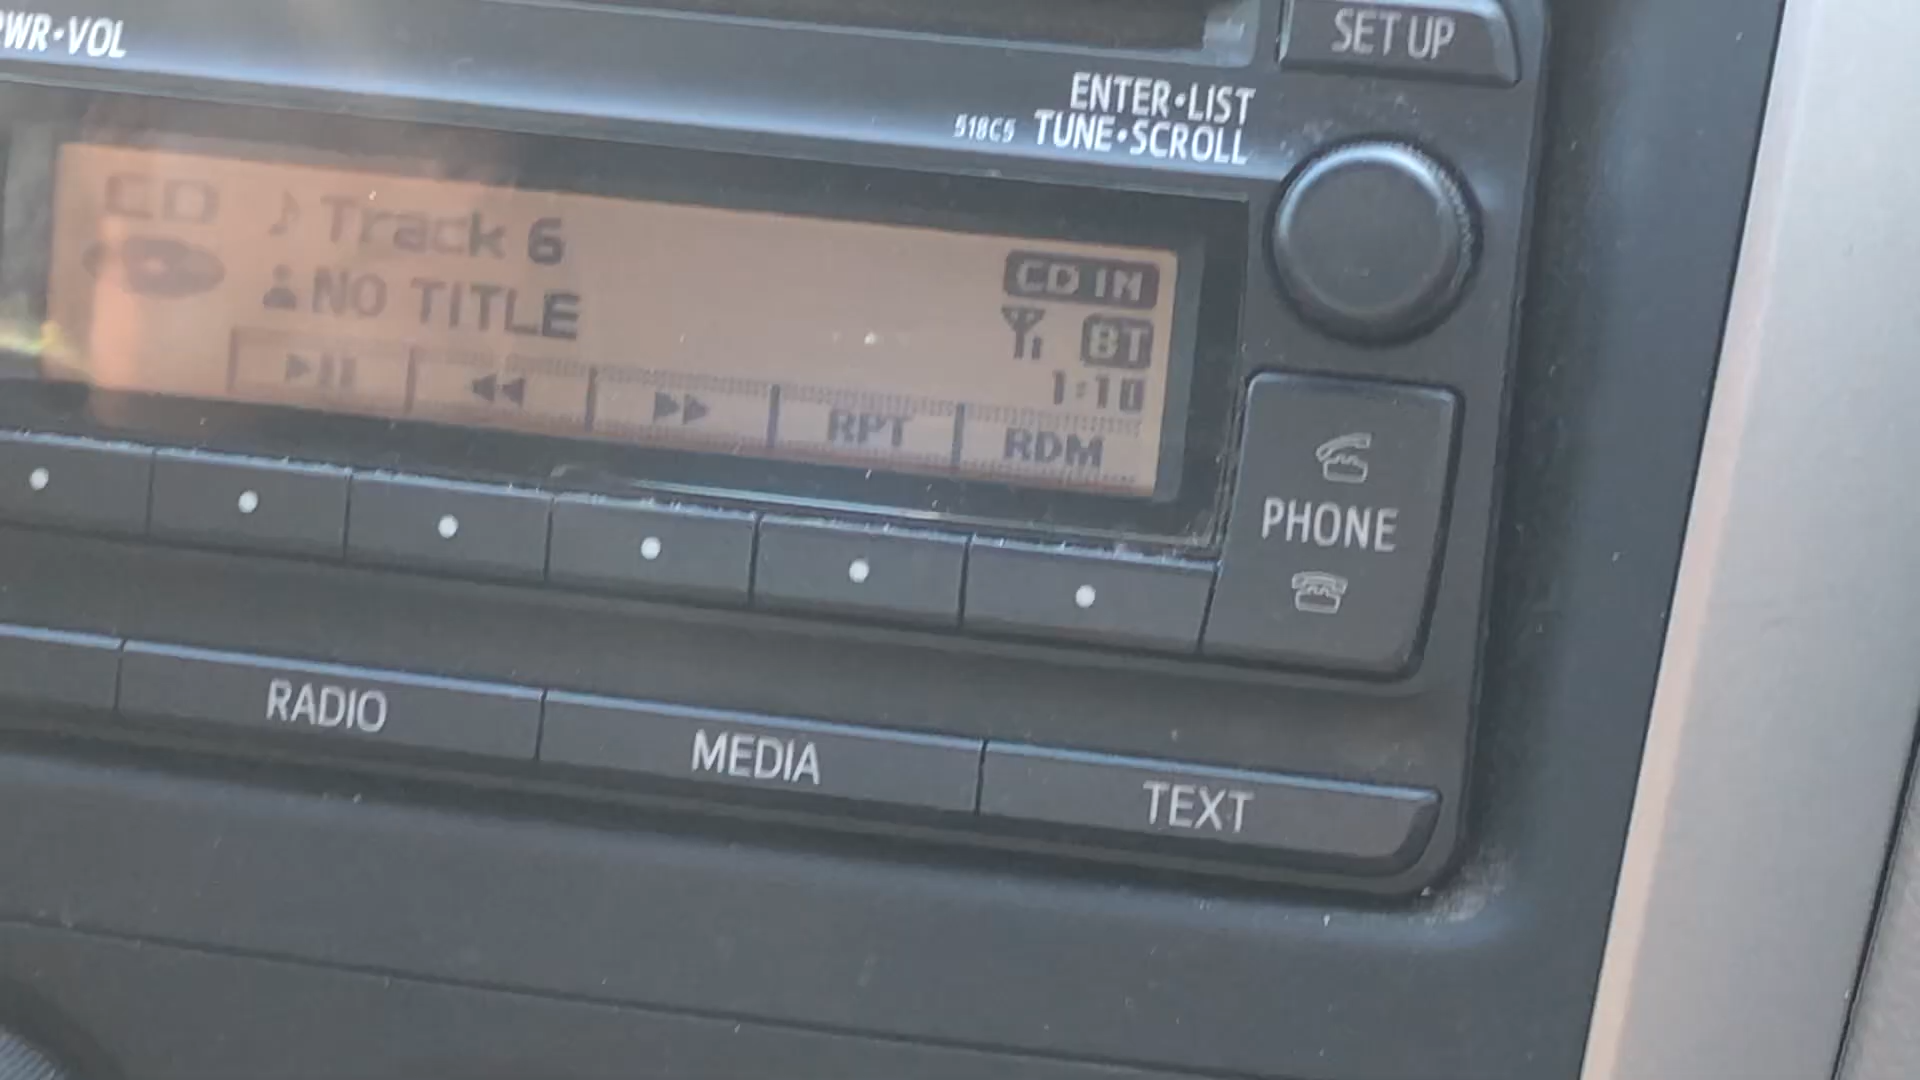 PWR•VOL
SET UP
ENTER•LIST
518C5 TUNE•SCROLL
CD
Track 6
NO TITLE
CD IN
BT
1:10
RPT
RDM
PHONE
RADIO
MEDIA
TEXT